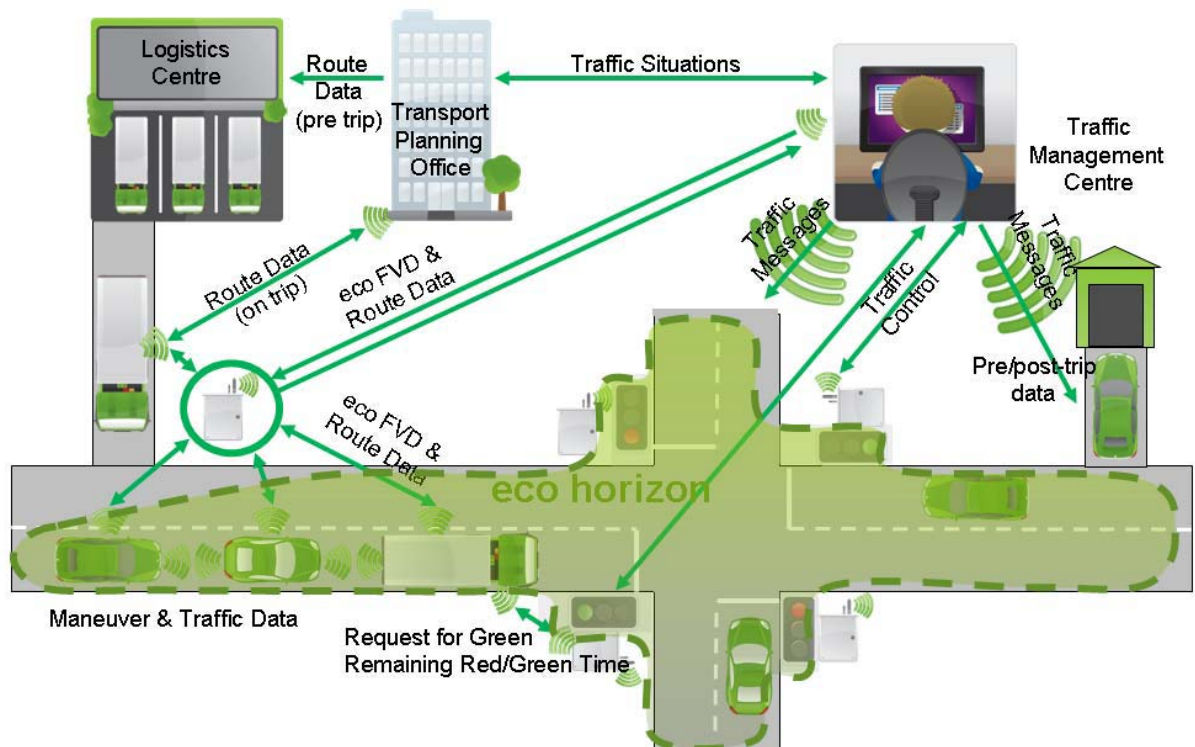 Logistics
Centre
Route
Data
(pre trip)
Traffic Situations
Transport
Planning
Office
Traffic
Management
Centre
Traffic
Messages
Traffic
Messages
Route Data
(on trip)
eco FVD &
Route Data
Traffic
Control
Pre/post-trip
data
eco FVD &
Route Data
eco horizon
Maneuver & Traffic Data
Request for Green
Remaining Red/Green Time